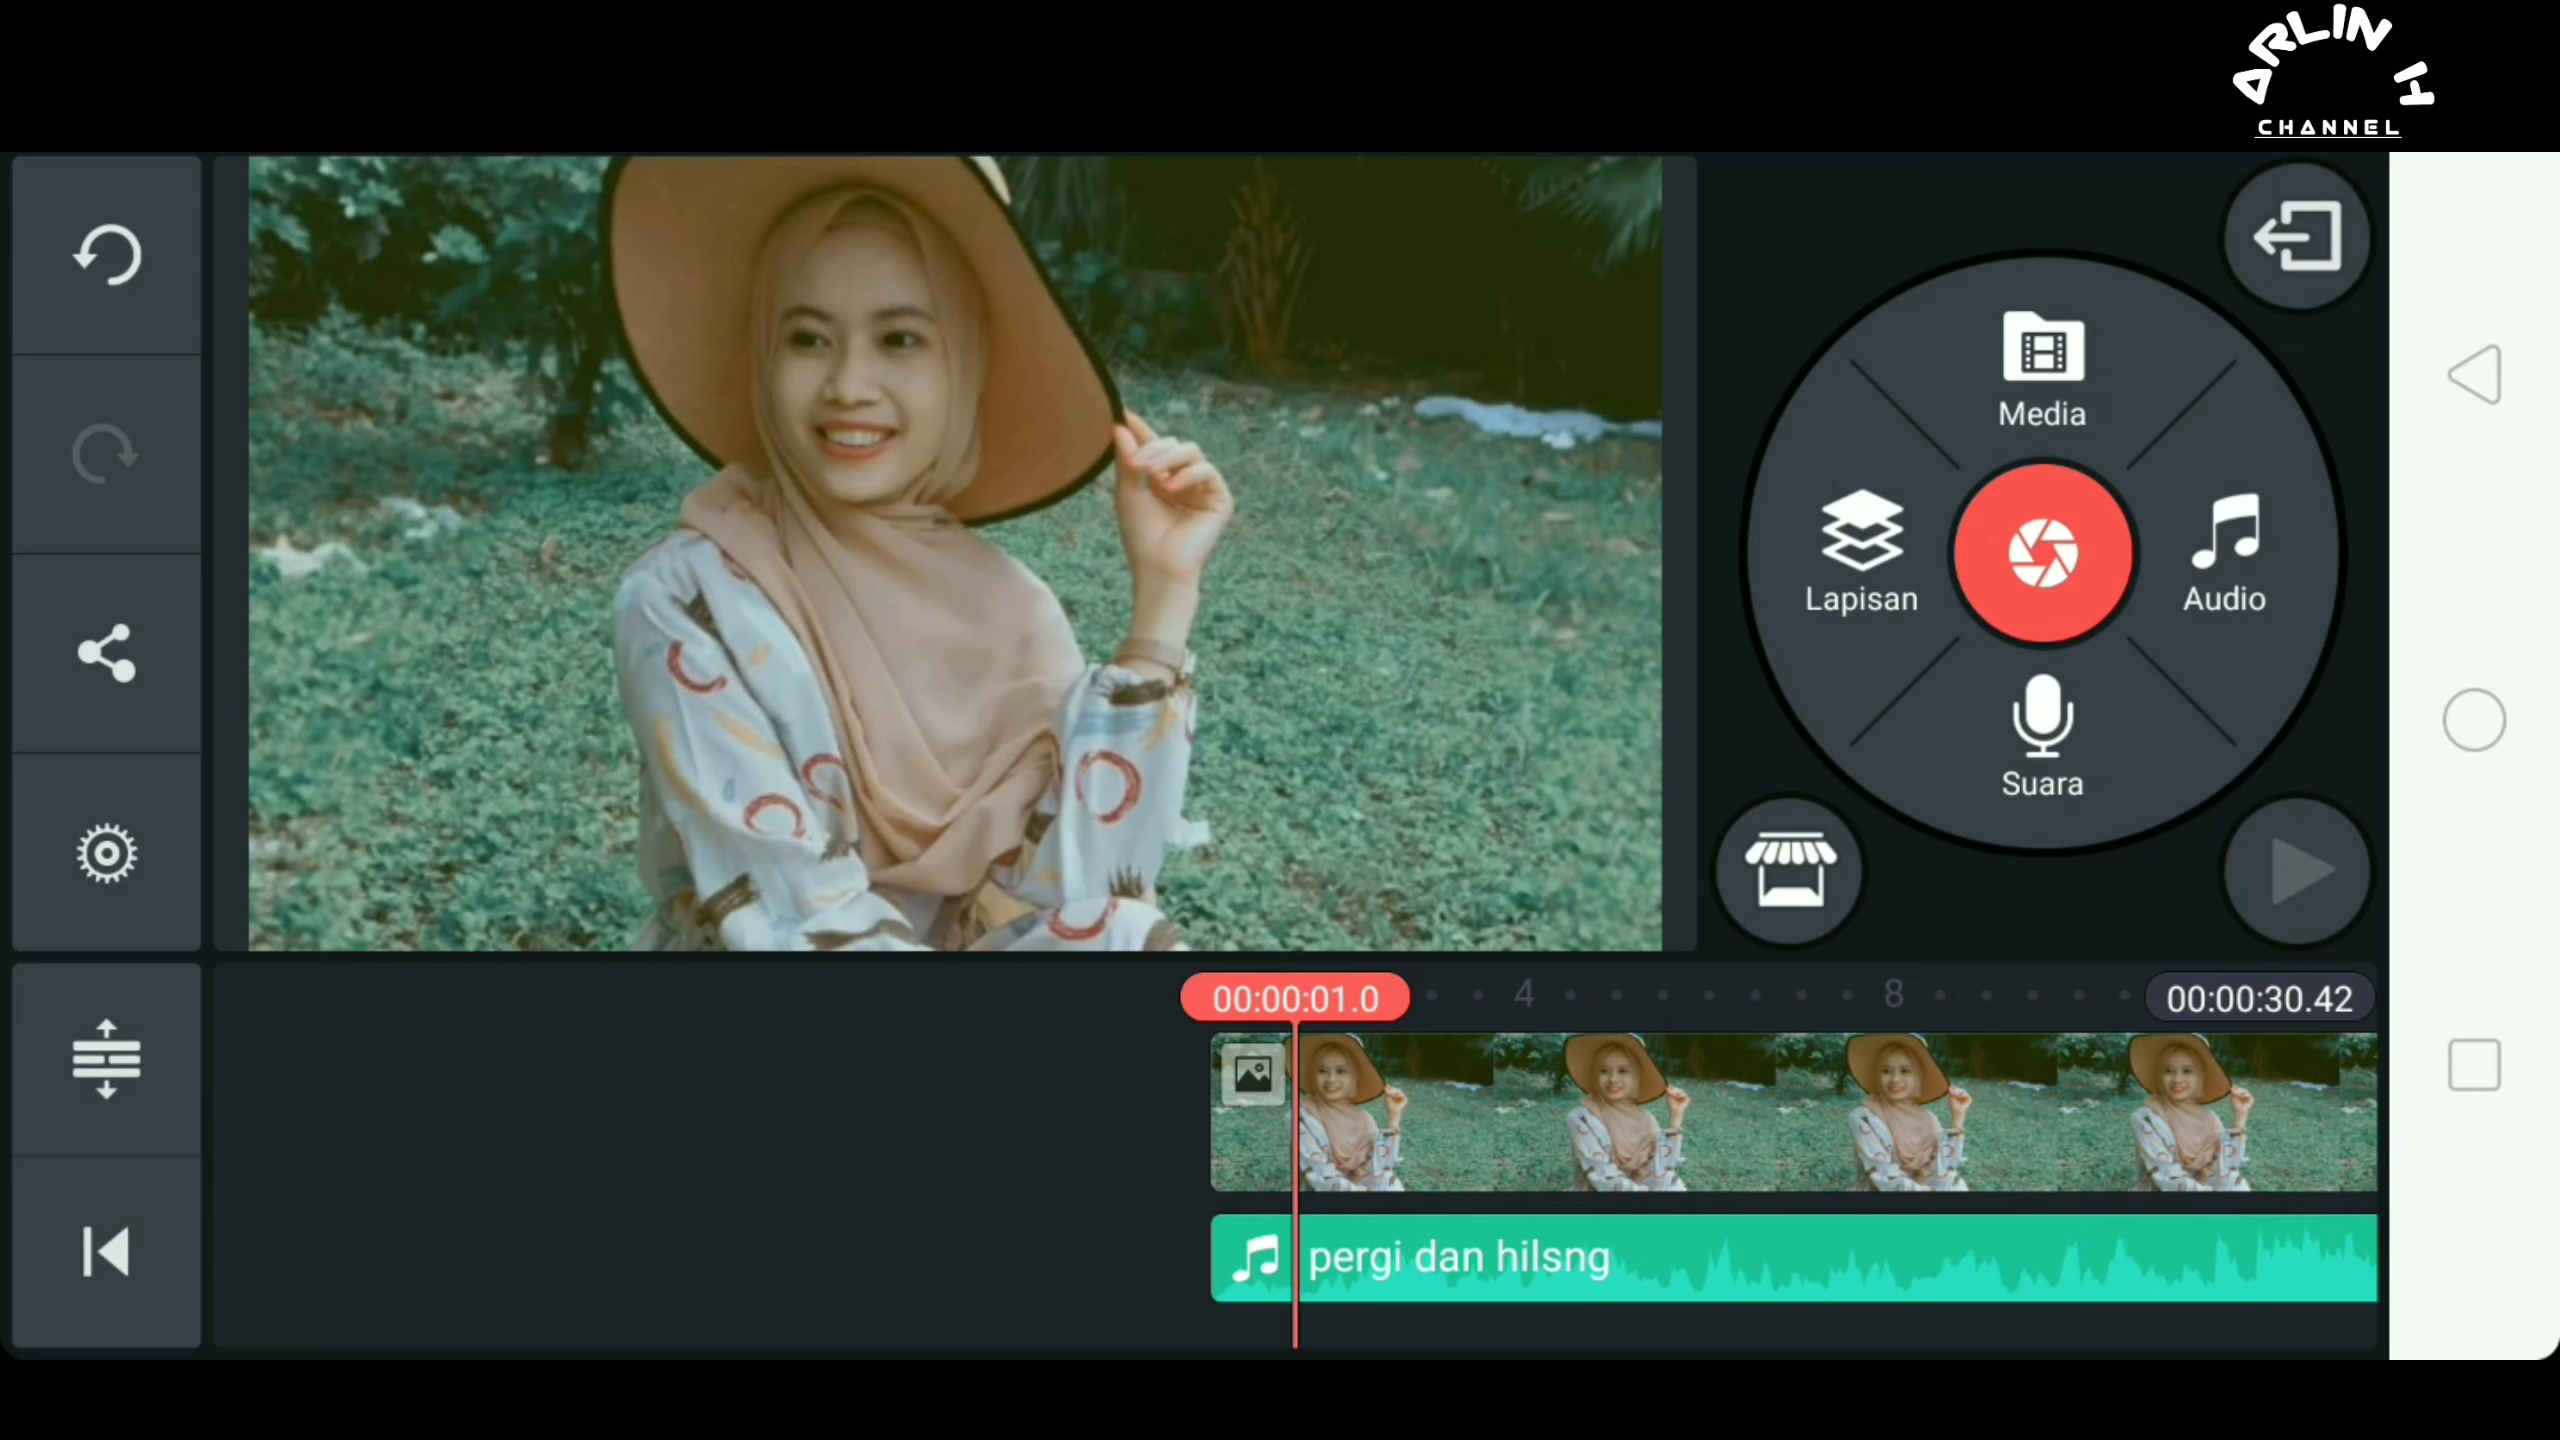 ARLIN H
CHANNEL
Media
Lapisan
Audio
Suara
00:00:01.0
4
8
00:00:30.42
pergi dan hilsng